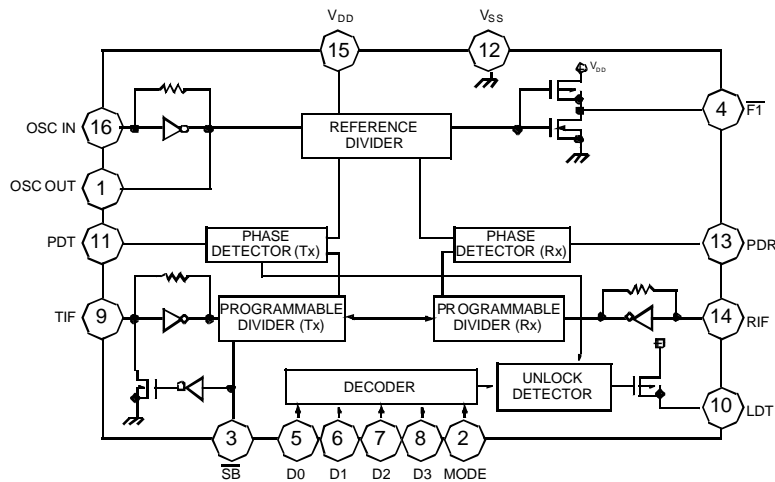 VDD
VSS
15
12
VDD
16
OSC IN
4
F1
REFERENCE
DIVIDER
OSC OUT
1
PDT
11
PHASE
DETECTOR (Tx)
PHASE
DETECTOR (Rx)
13
PDR
TIF
9
PROGRAMMABLE
DIVIDER (Tx)
PROGRAMMABLE
DIVIDER (Rx)
14
RIF
DECODER
UNLOCK
DETECTOR
10
LDT
3
5
6
7
8
2
SB
D0
D1
D2
D3
MODE